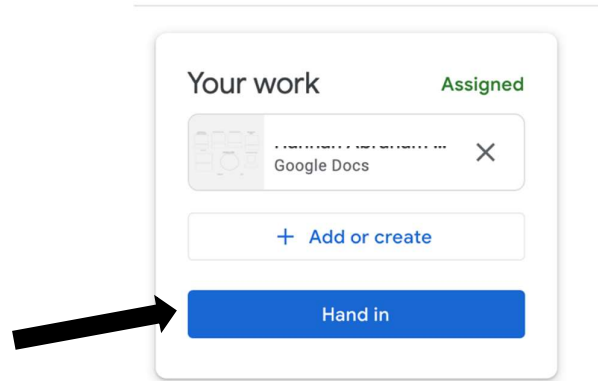 Your work
Assigned
Google Docs
+ Add or create
Hand in